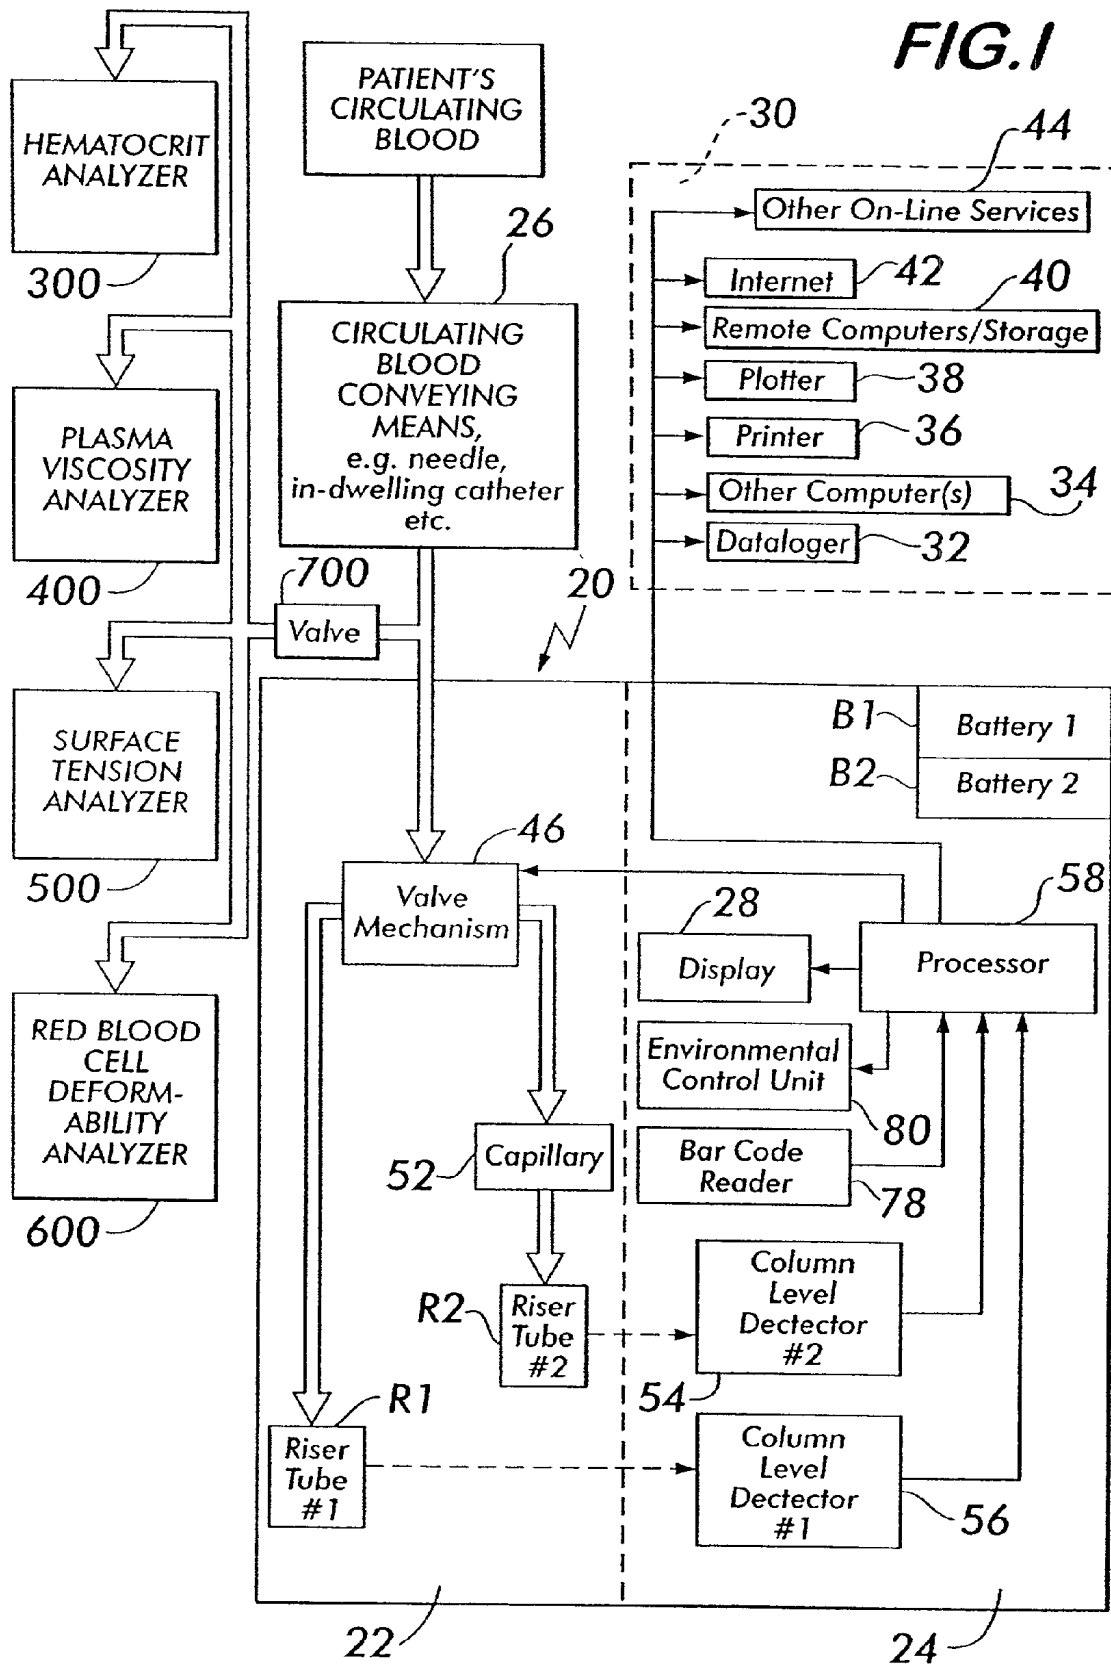 FIG.1
PATIENT'S
CIRCULATING
BLOOD
HEMATOCRIT
ANALYZER
300
26
CIRCULATING
BLOOD
CONVEYING
MEANS,
e.g. needle,
in-dwelling catheter
etc.
30
44
Other On-Line Services
Internet
42
40
Remote Computers/Storage
Plotter
38
Printer
36
Other Computer(s)
34
Dataloger
32
PLASMA
VISCOSITY
ANALYZER
400
700
Valve
20
SURFACE
TENSION
ANALYZER
500
B1
Battery 1
B2
Battery 2
46
Valve
Mechanism
58
Processor
28
Display
Environmental
Control Unit
80
Bar Code
Reader
78
RED BLOOD
CELL
DEFORM-
ABILITY
ANALYZER
600
52
Capillary
R2
Riser
Tube
#2
Column
Level
Dectector
#2
54
R1
Riser
Tube
#1
Column
Level
Dectector
#1
56
22
24